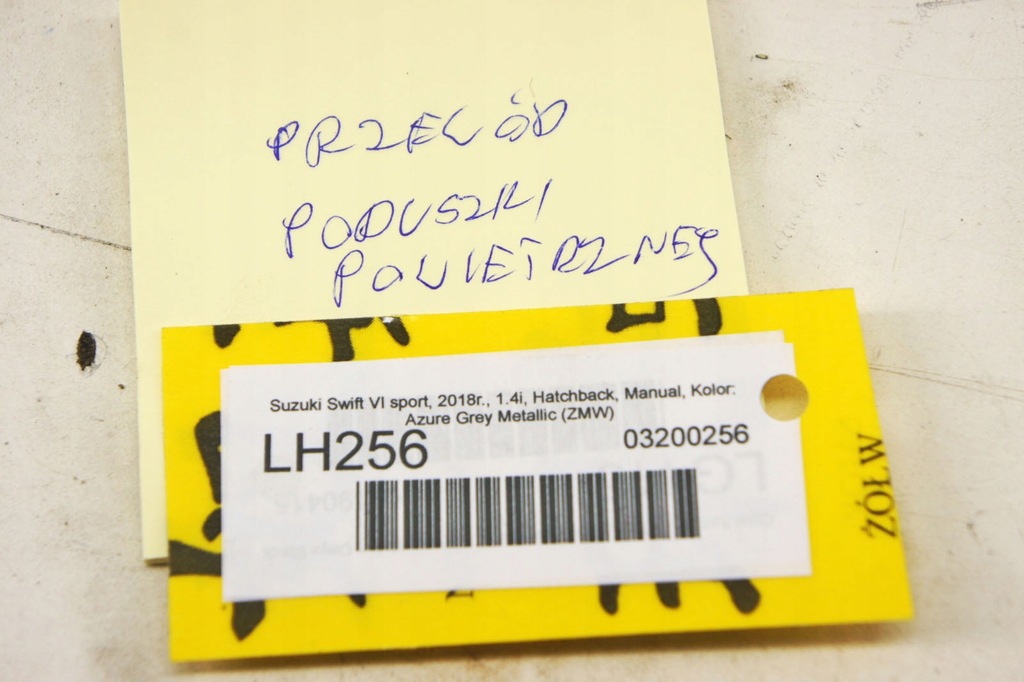 PRZEWÓD
PODUSZKI
POWIETRZNEJ
Suzuki Swift VI sport, 2018r., 1.4i, Hatchback, Manual, Kolor:
Azure Grey Metallic (ZMW)
LH256
03200256
ŻÓŁW